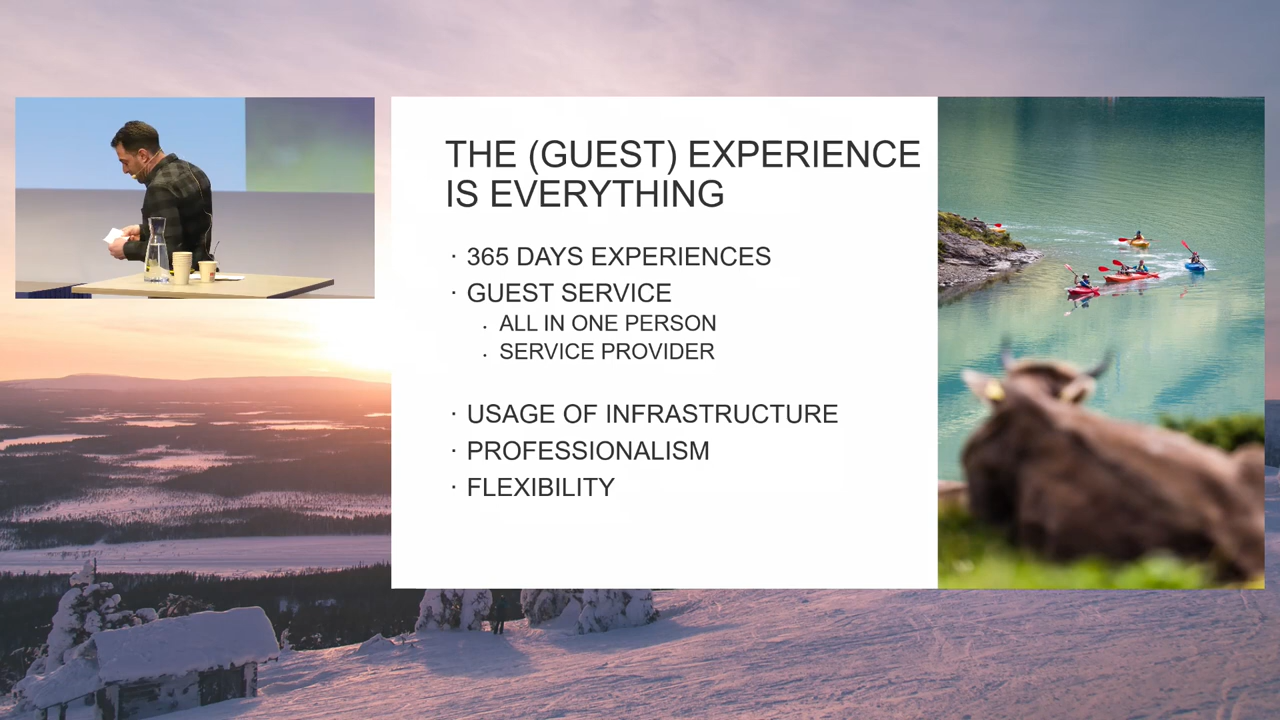 THE (GUEST) EXPERIENCE
IS EVERYTHING
· 365 DAYS EXPERIENCES
· GUEST SERVICE
· ALL IN ONE PERSON
· SERVICE PROVIDER
· USAGE OF INFRASTRUCTURE
· PROFESSIONALISM
· FLEXIBILITY